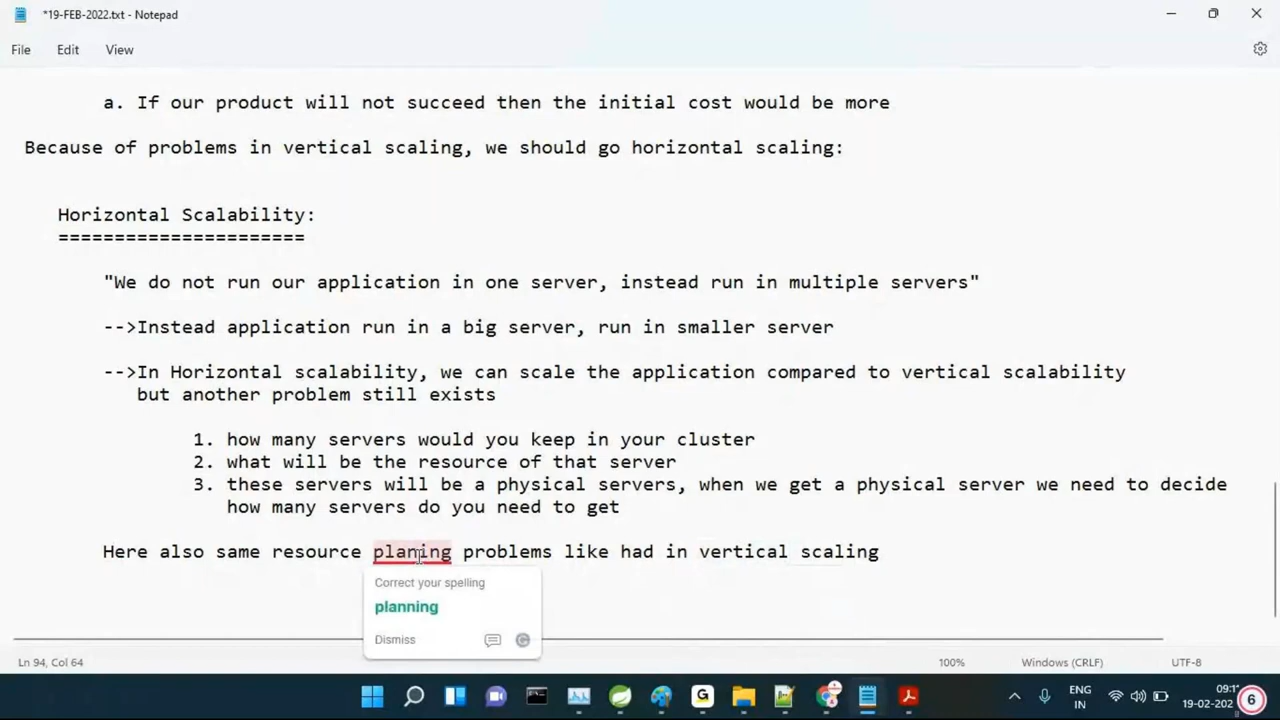 *19-FEB-2022.txt - Notepad
File Edit View
a. If our product will not succeed then the initial cost would be more
Because of problems in vertical scaling, we should go horizontal scaling:
Horizontal Scalability:
======================
"We do not run our application in one server, instead run in multiple servers"
-->Instead application run in a big server, run in smaller server
-->In Horizontal scalability, we can scale the application compared to vertical scalability
but another problem still exists
1. how many servers would you keep in your cluster
2. what will be the resource of that server
3. these servers will be a physical servers, when we get a physical server we need to decide
how many servers do you need to get
Here also same resource planing problems like had in vertical scaling
Correct your spelling
planning
Dismiss
Ln 94, Col 64 100% Windows (CRLF) UTF-8
ENG
IN
09:1
19-02-202
6